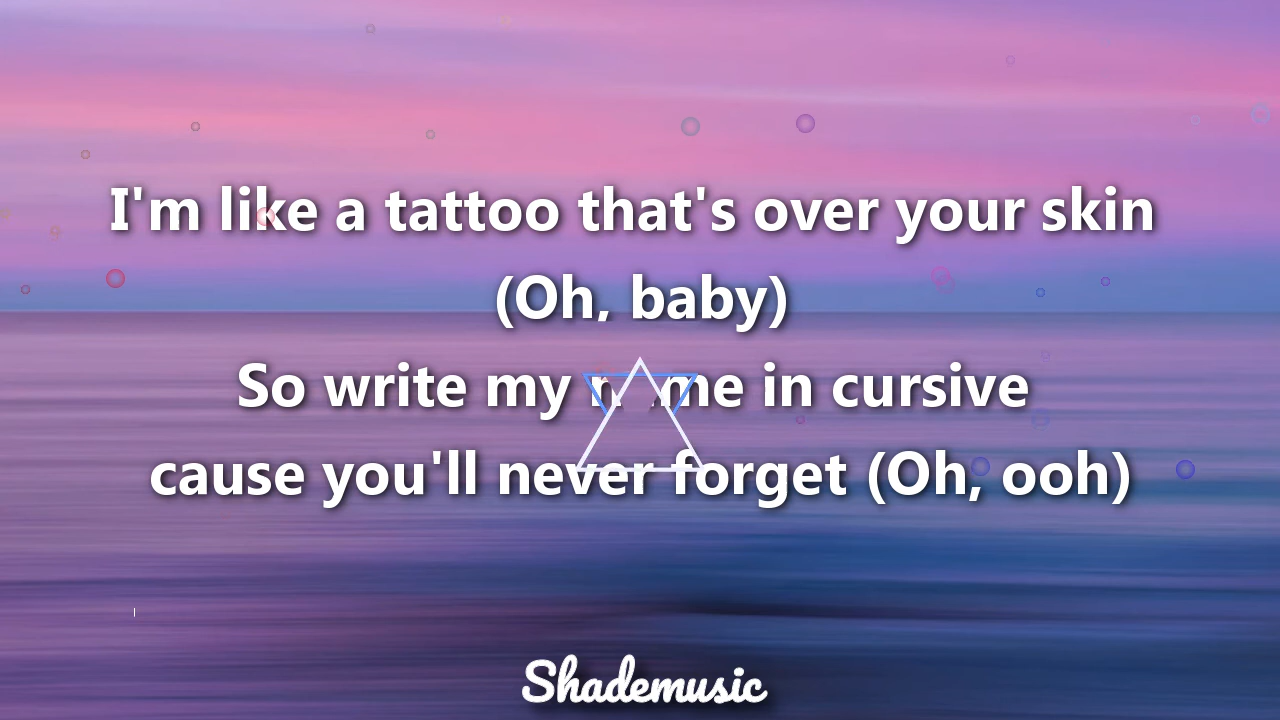 I'm like a tattoo that's over your skin
(Oh, baby)
So write my name in cursive
cause you'll never forget (Oh, ooh)
Shademusic